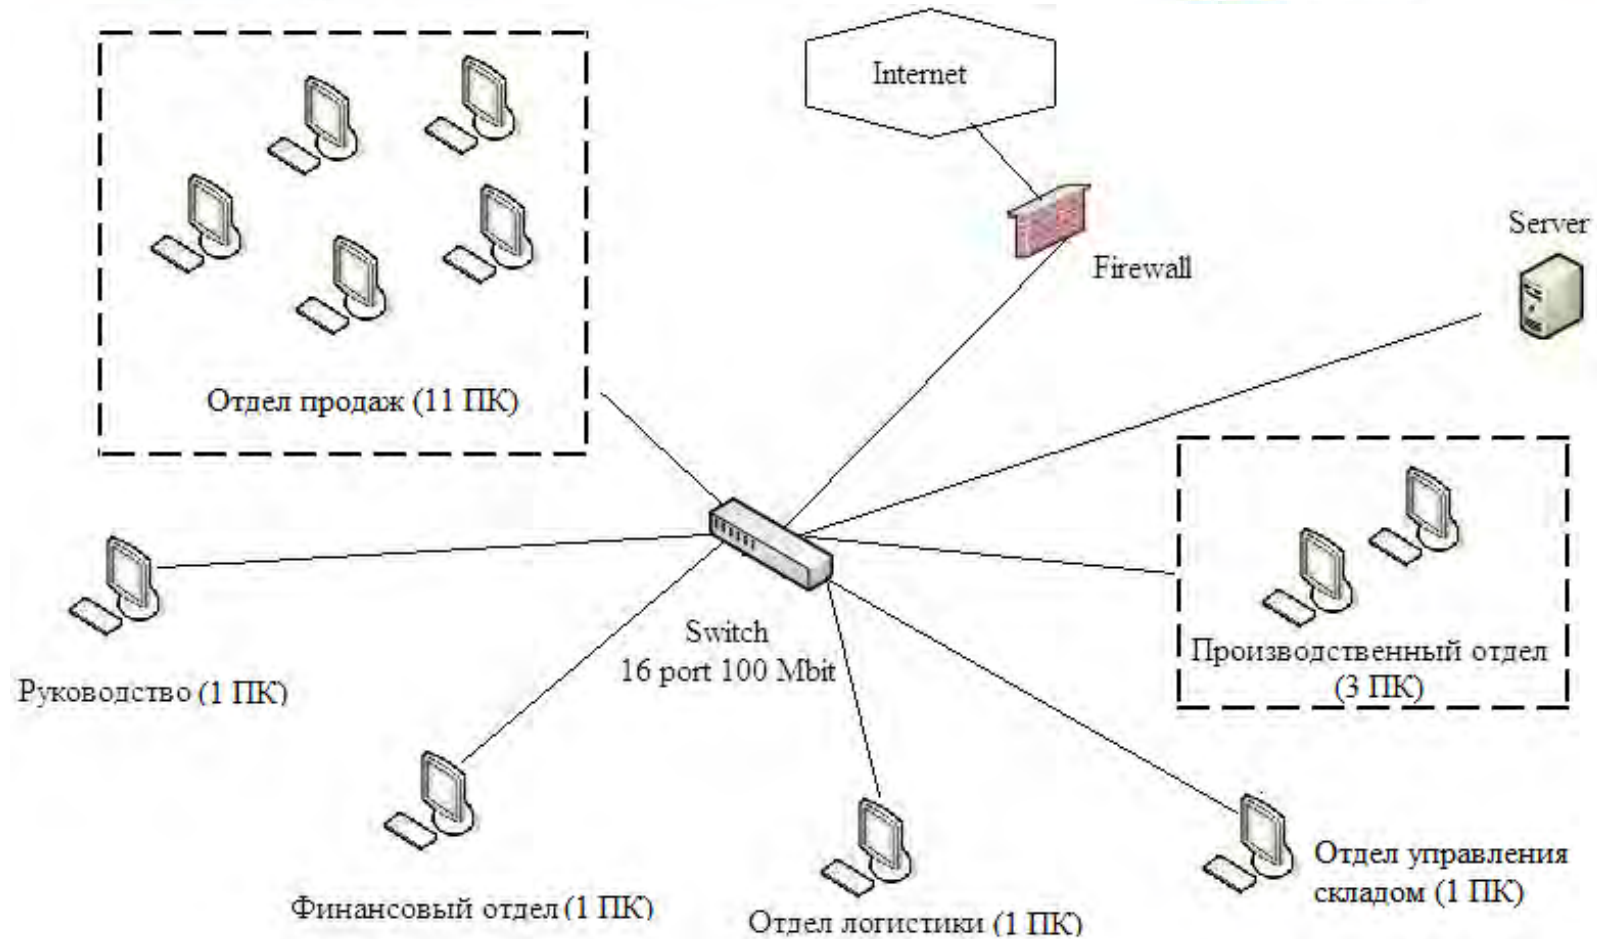 Internet
Server
Firewall
Отдел продаж (11 ПК)
Switch
16 port 100 Mbit
Производственный отдел
(3 ПК)
Руководство (1 ПК)
Финансовый отдел (1 ПК)
Отдел логистики (1 ПК)
Отдел управления
складом (1 ПК)